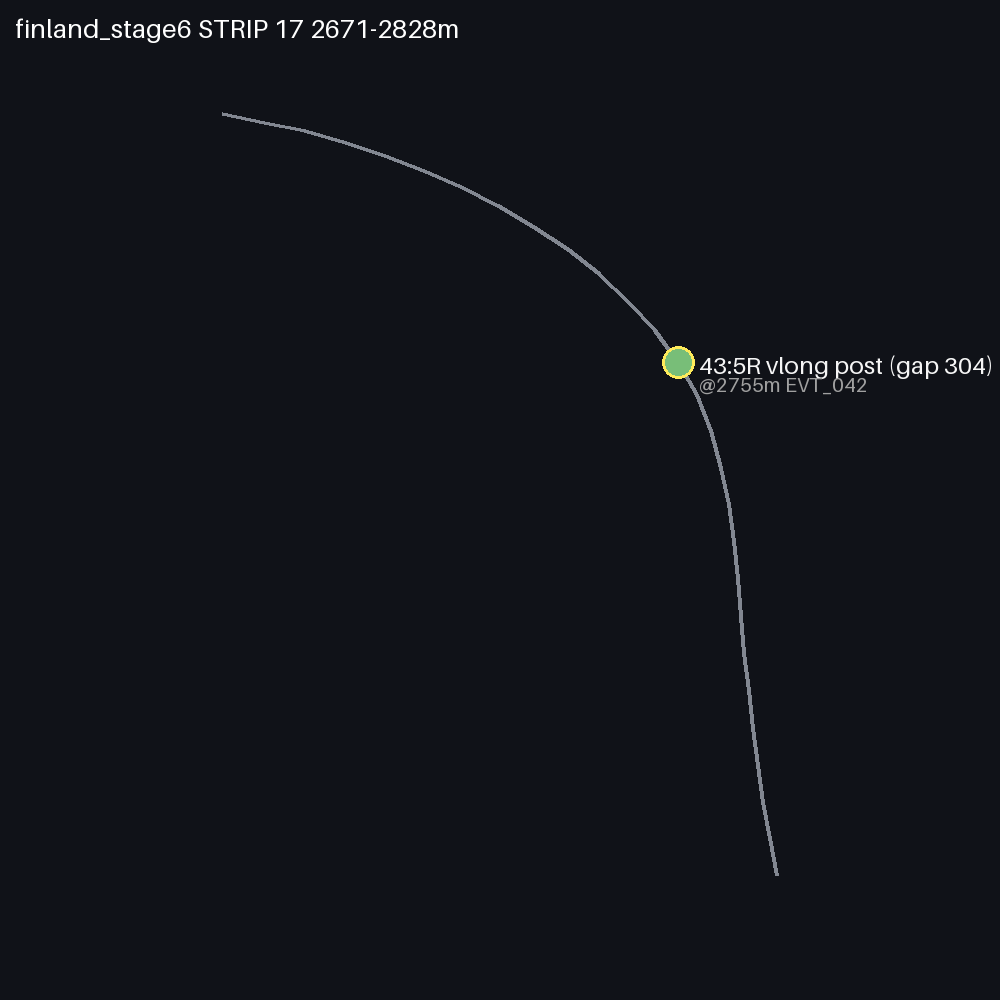 finland_stage6 STRIP 17 2671-2828m
43:5R vlong post (gap 304)
@2755m EVT_042